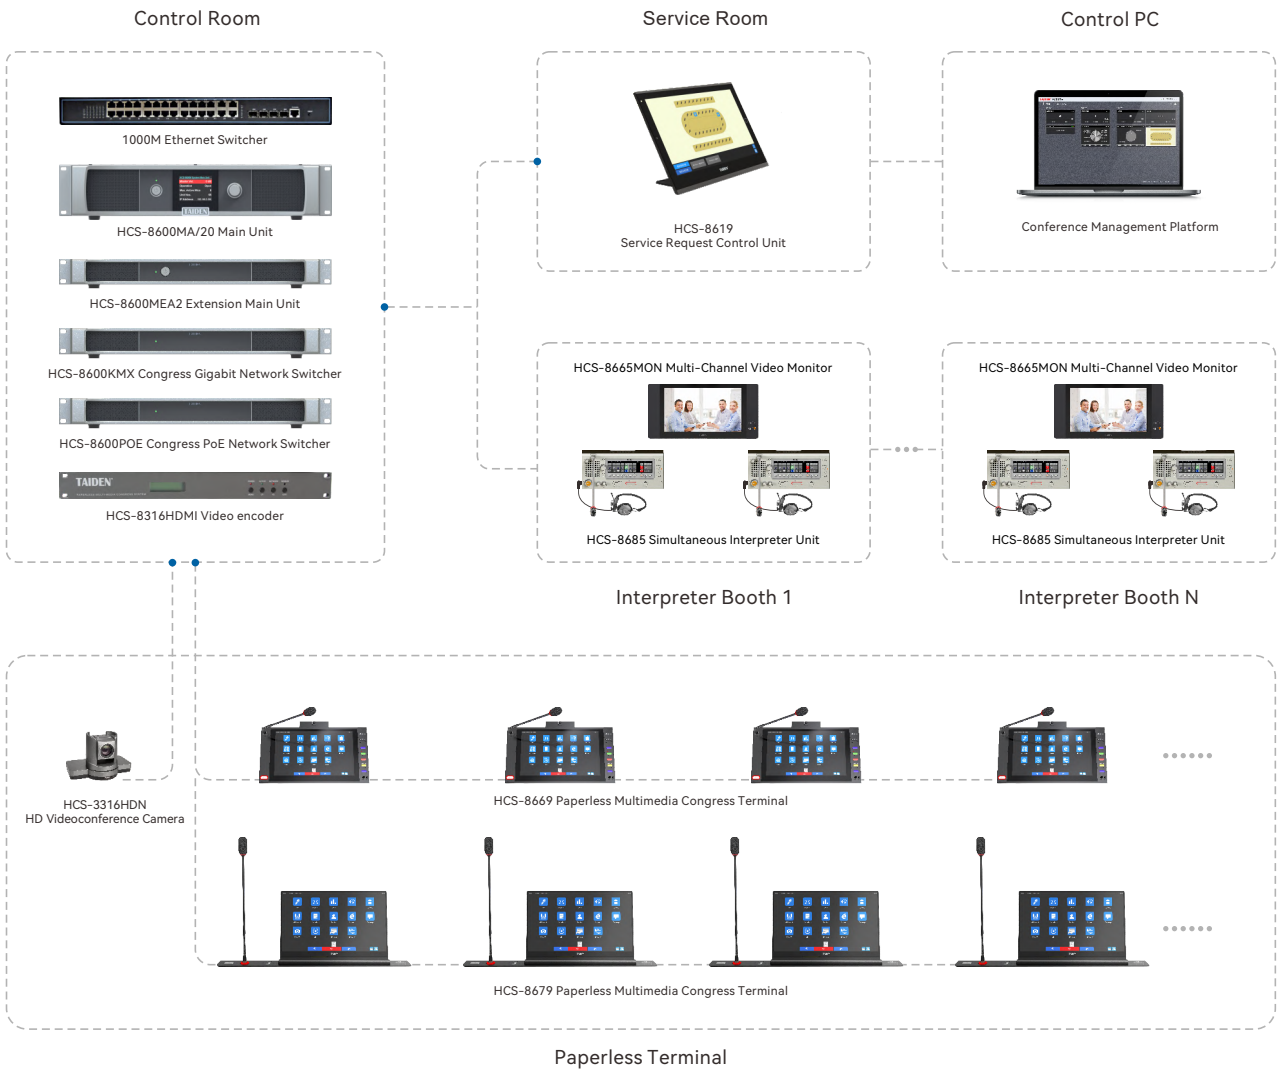 Control Room
Service Room
Control PC
1000M Ethernet Switcher
TAIDEN
HCS-8600MA/20 Main Unit
HCS-8600MEA2 Extension Main Unit
HCS-8600KMX Congress Gigabit Network Switcher
HCS-8600POE Congress PoE Network Switcher
TAIDEN
HCS-8316HDMI Video encoder
HCS-8619
Service Request Control Unit
Conference Management Platform
HCS-8665MON Multi-Channel Video Monitor
HCS-8685 Simultaneous Interpreter Unit
HCS-8665MON Multi-Channel Video Monitor
HCS-8685 Simultaneous Interpreter Unit
Interpreter Booth 1
Interpreter Booth N
HCS-3316HDN
HD Videoconference Camera
HCS-8669 Paperless Multimedia Congress Terminal
HCS-8679 Paperless Multimedia Congress Terminal
Paperless Terminal